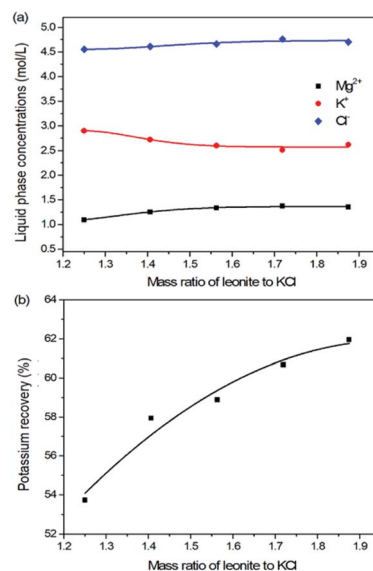 (a)
Liquid phase concentrations (mol/L)
5.0
4.5
4.0
3.5
3.0
2.5
2.0
1.5
1.0
0.5
Mg²⁺
K⁺
Cl⁻
1.2 1.3 1.4 1.5 1.6 1.7 1.8 1.9
Mass ratio of leonite to KCl
(b)
Potassium recovery (%)
64
62
60
58
56
54
52
1.2 1.3 1.4 1.5 1.6 1.7 1.8 1.9
Mass ratio of leonite to KCl